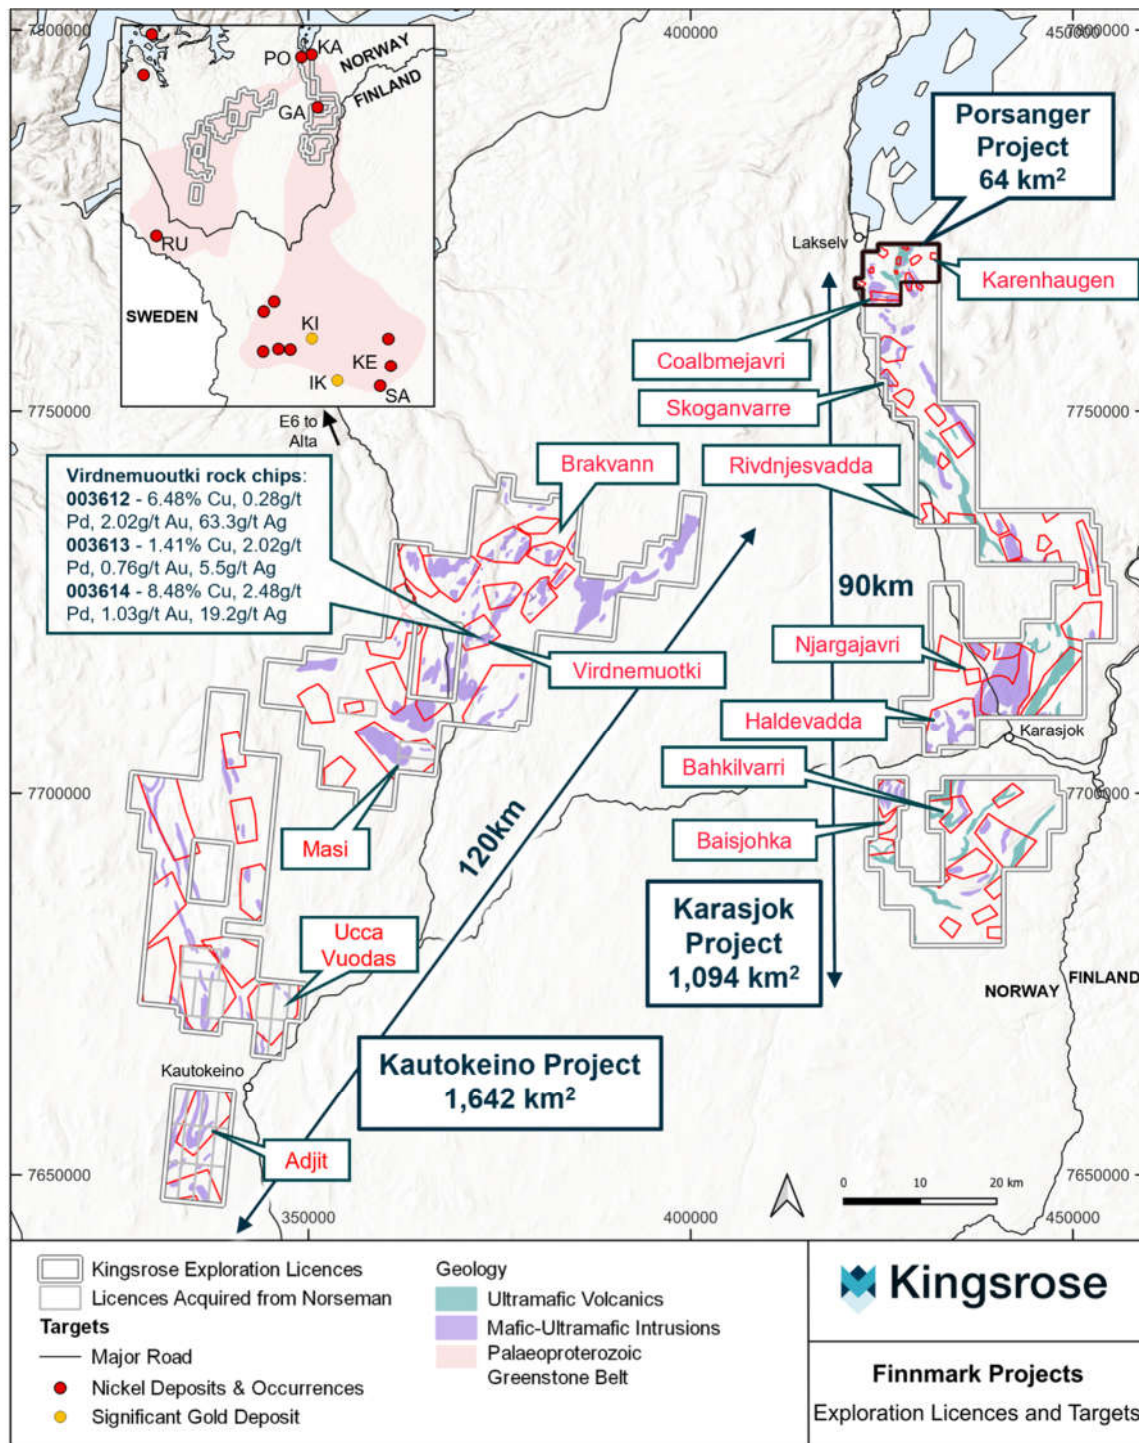 7800000
400000
450000
7800000
PO
KA
NORWAY
FINLAND
GA
RU
SWEDEN
KI
KE
IK
SA
E6 to
Alta
Porsanger
Project
64 km²
Lakselv
Karenhaugen
Coalbmejavri
Skoganvarre
7750000
7750000
Brakvann
Rivdnjesvadda
Virdnemuoutki rock chips:
003612 - 6.48% Cu, 0.28g/t
Pd, 2.02g/t Au, 63.3g/t Ag
003613 - 1.41% Cu, 2.02g/t
Pd, 0.76g/t Au, 5.5g/t Ag
003614 - 8.48% Cu, 2.48g/t
Pd, 1.03g/t Au, 19.2g/t Ag
90km
Njargajavri
Virdnemuotki
Haldevadda
Karasjok
Bahkilvarri
7700000
7700000
Baisjohka
Masi
120km
Karasjok
Project
1,094 km²
Ucca
Vuodas
NORWAY
FINLAND
Kautokeino Project
1,642 km²
Kautokeino
Adjit
7650000
7650000
0
10
20 km
350000
400000
450000
Kingsrose Exploration Licences
Licences Acquired from Norseman
Targets
Major Road
Nickel Deposits & Occurrences
Significant Gold Deposit
Geology
Ultramafic Volcanics
Mafic-Ultramafic Intrusions
Palaeoproterozoic
Greenstone Belt
Kingsrose
Finnmark Projects
Exploration Licences and Targets